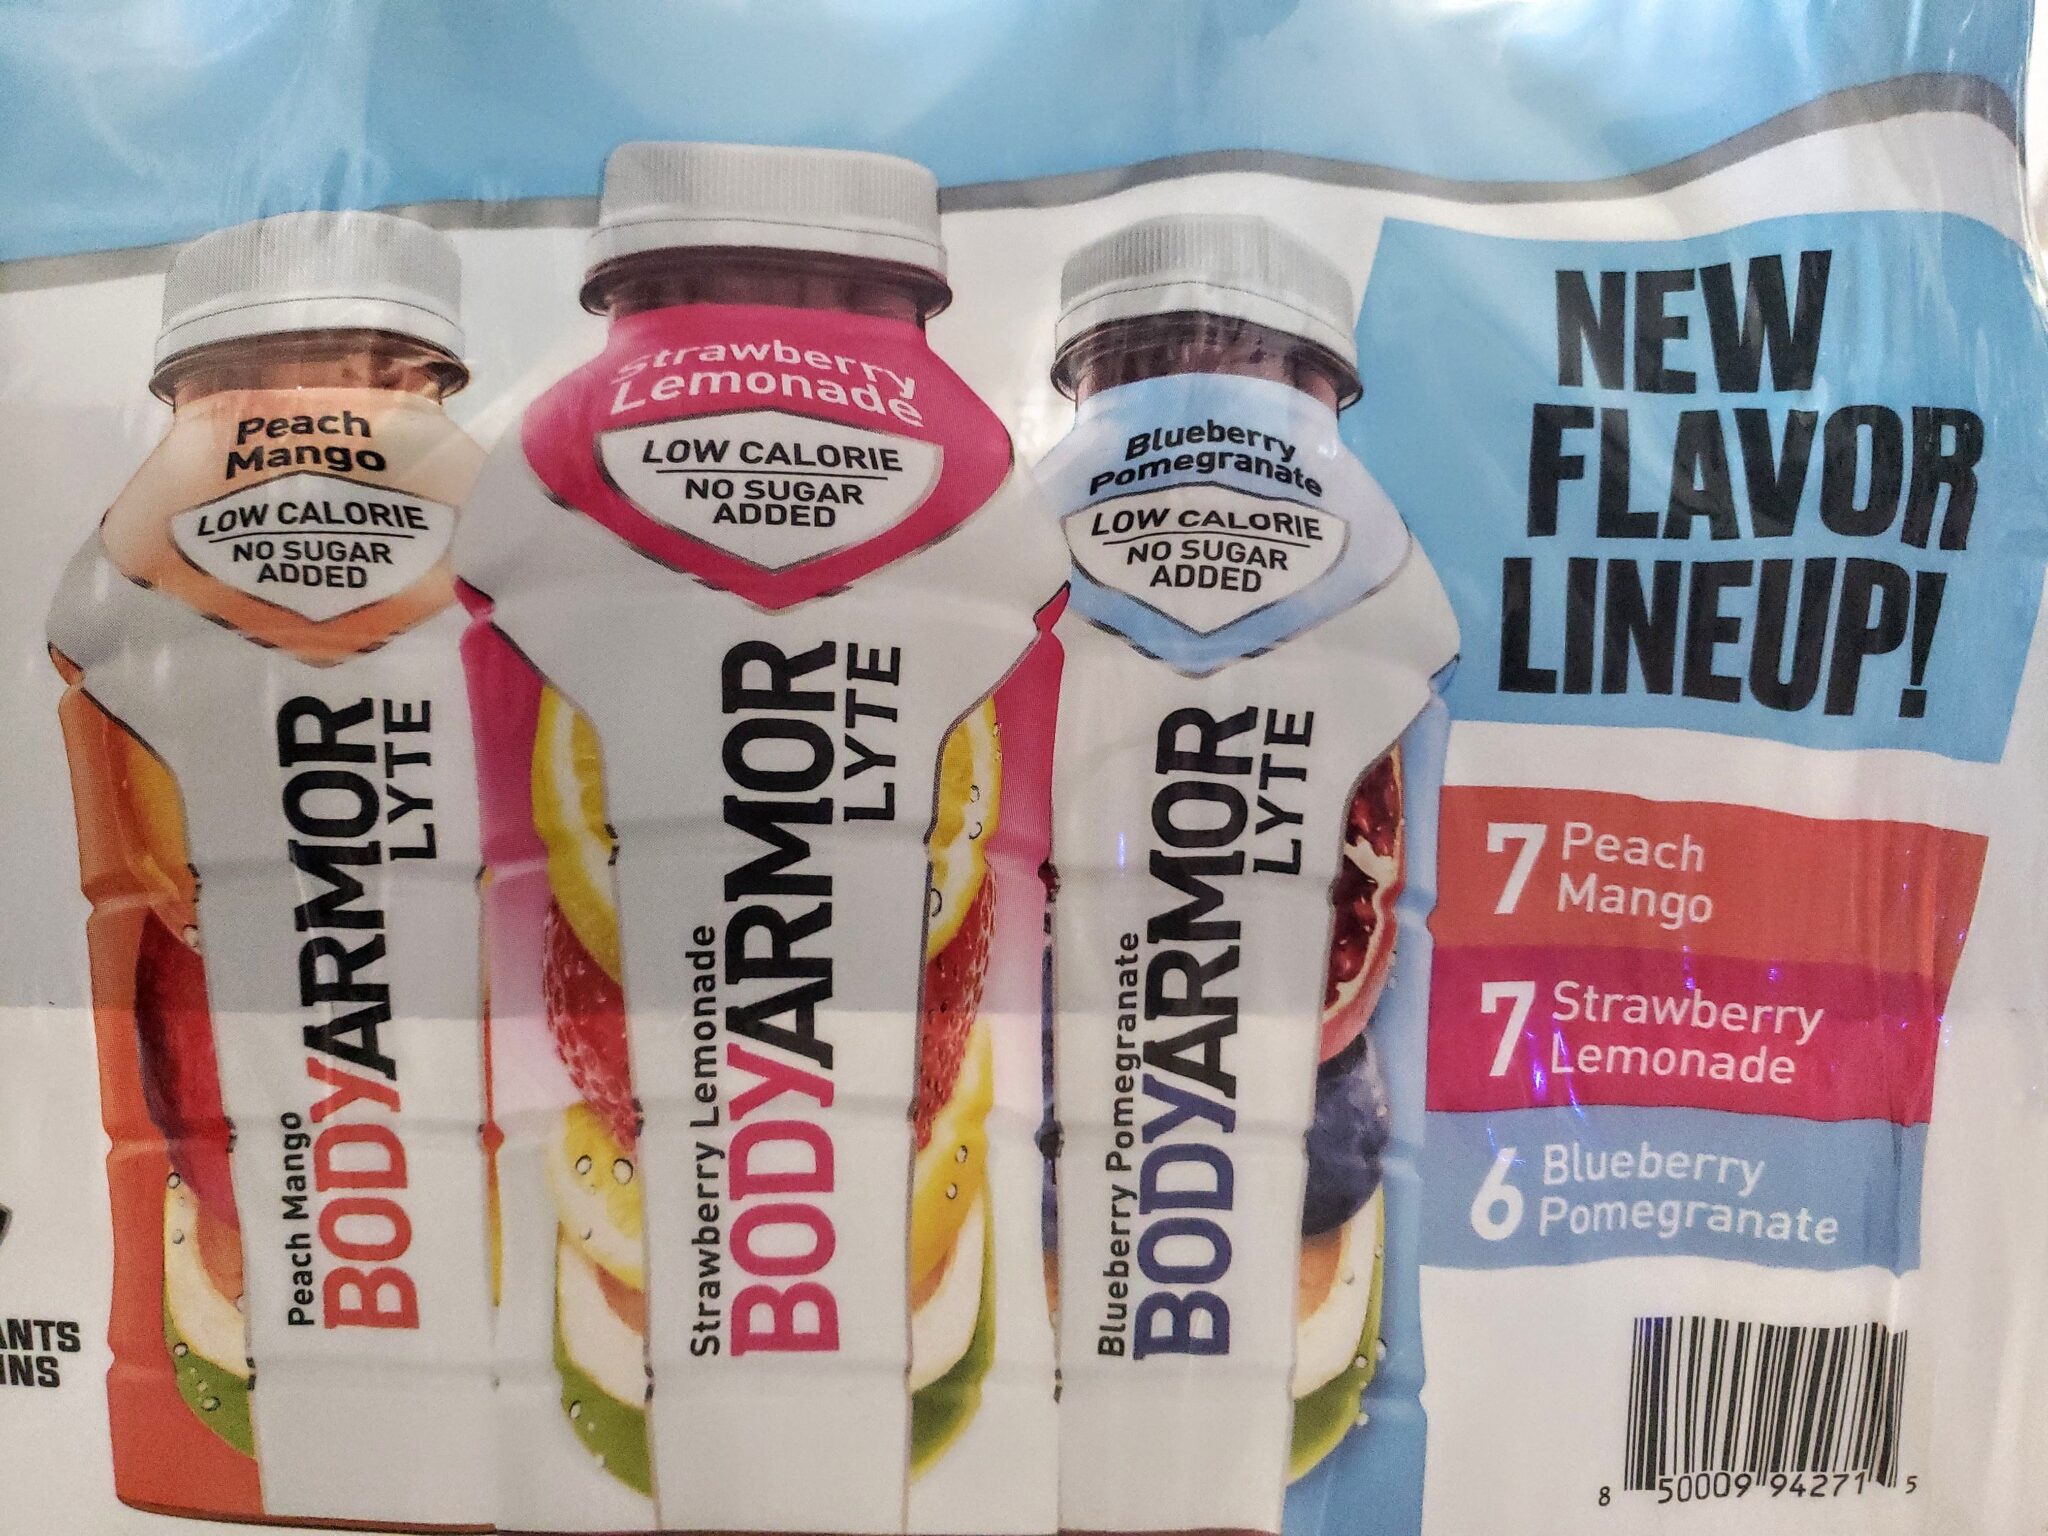 Peach
Mango
LOW CALORIE
NO SUGAR
ADDED
Peach Mango
BODYARMOR
LYTE
Strawberry
Lemonade
LOW CALORIE
NO SUGAR
ADDED
Strawberry Lemonade
BODYARMOR
LYTE
Blueberry
Pomegranate
LOW CALORIE
NO SUGAR
ADDED
Blueberry Pomegranate
BODYARMOR
LYTE
NEW
FLAVOR
LINEUP!
7 Peach
Mango
7 Strawberry
Lemonade
6 Blueberry
Pomegranate
8 50009 94271 5